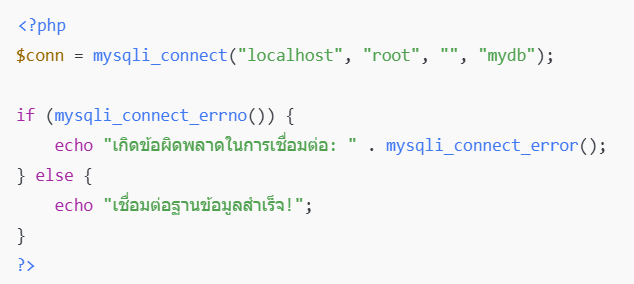 <?php
$conn = mysqli_connect("localhost", "root", "", "mydb");
if (mysqli_connect_errno()) {
echo "เกิดข้อผิดพลาดในการเชื่อมต่อ: " . mysqli_connect_error();
} else {
echo "เชื่อมต่อฐานข้อมูลสำเร็จ!";
}
?>